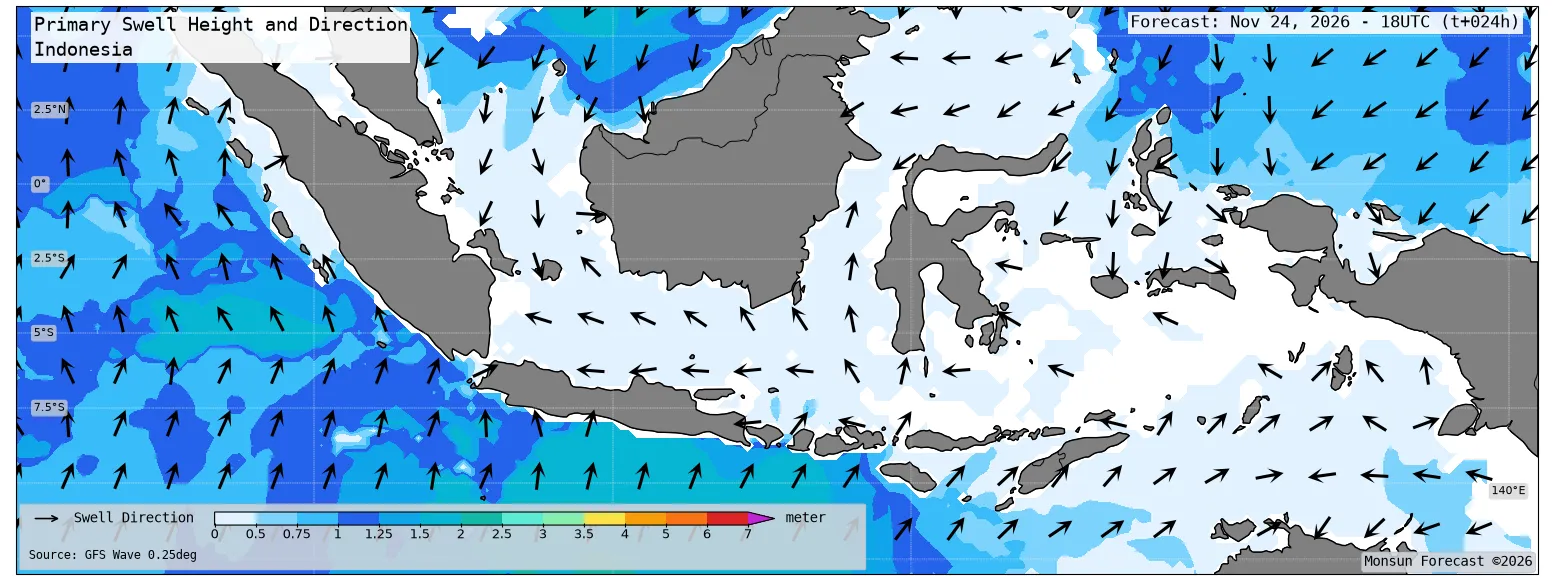 Primary Swell Height and Direction
Indonesia
Forecast: Nov 24, 2026 - 18UTC (t+024h)
2.5°N
0°
2.5°S
5°S
7.5°S
140°E
Swell Direction
0 0.5 0.75 1 1.25 1.5 2 2.5 3 3.5 4 5 6 7 meter
Source: GFS Wave 0.25deg
Monsun Forecast ©2026